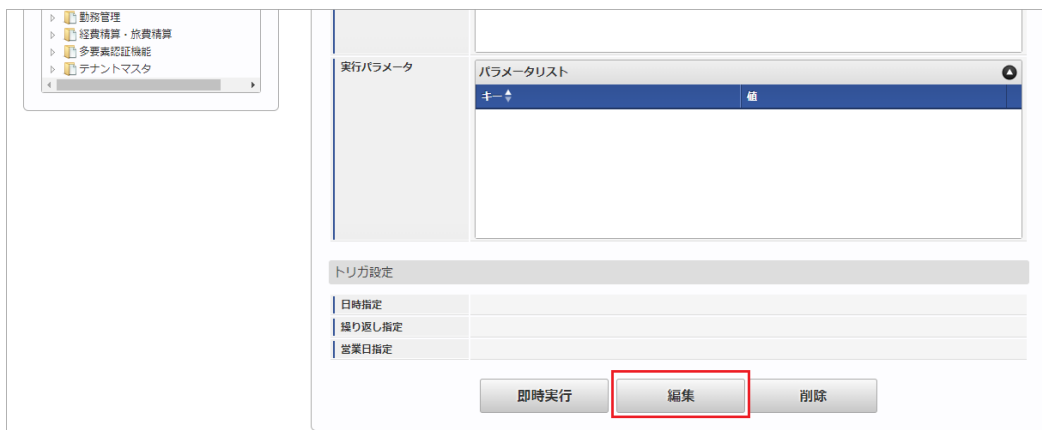 勤務管理
経費精算・旅費精算
多要素認証機能
テナントマスタ
実行パラメータ
パラメータリスト
キー 値
トリガ設定
日時指定
繰り返し指定
営業日指定
即時実行 編集 削除